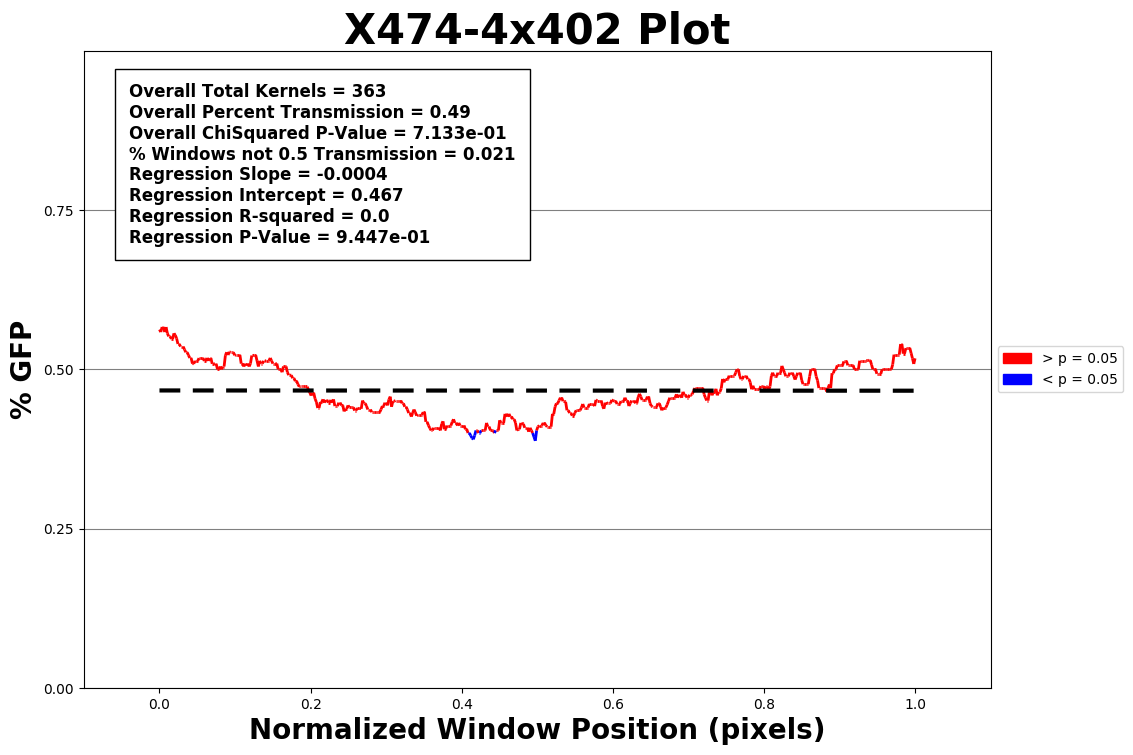 X474-4x402 Plot
Overall Total Kernels = 363
Overall Percent Transmission = 0.49
Overall ChiSquared P-Value = 7.133e-01
% Windows not 0.5 Transmission = 0.021
Regression Slope = -0.0004
Regression Intercept = 0.467
Regression R-squared = 0.0
Regression P-Value = 9.447e-01
% GFP
0.75
0.50
0.25
0.00
> p = 0.05
< p = 0.05
0.0 0.2 0.4 0.6 0.8 1.0
Normalized Window Position (pixels)